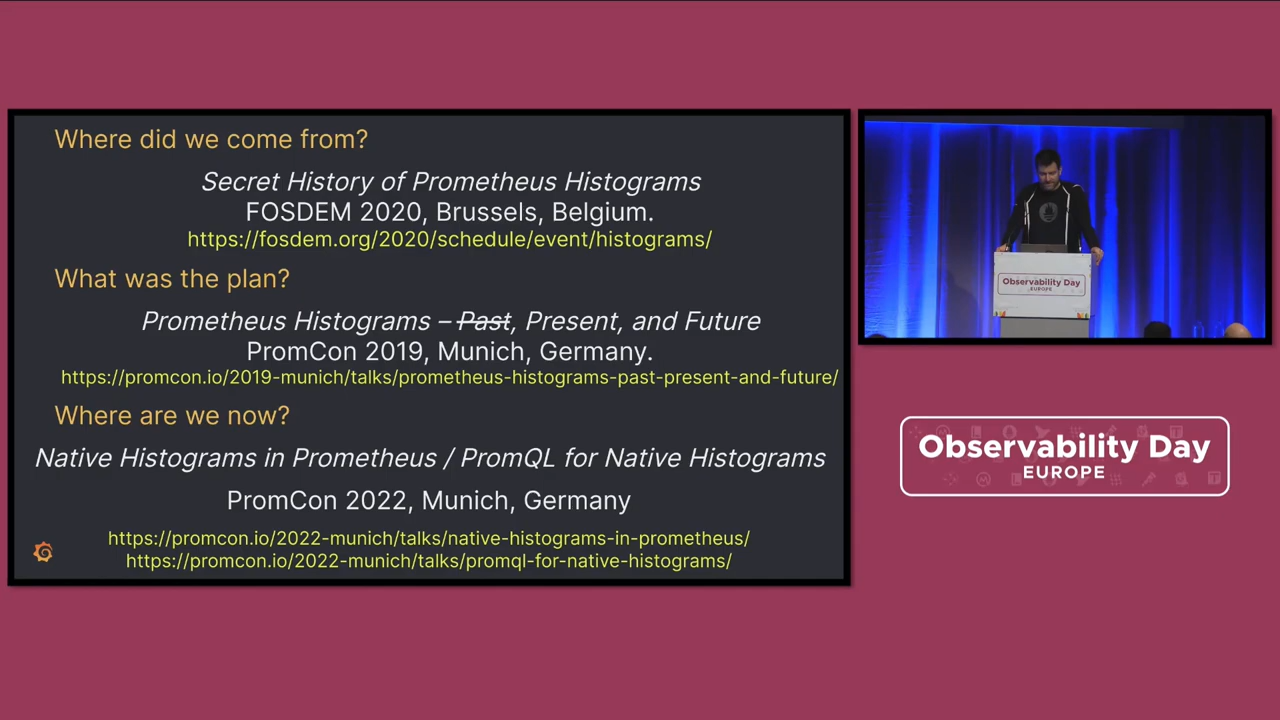 Where did we come from?
Secret History of Prometheus Histograms
FOSDEM 2020, Brussels, Belgium.
https://fosdem.org/2020/schedule/event/histograms/
What was the plan?
Prometheus Histograms – Past, Present, and Future
PromCon 2019, Munich, Germany.
https://promcon.io/2019-munich/talks/prometheus-histograms-past-present-and-future/
Where are we now?
Native Histograms in Prometheus / PromQL for Native Histograms
PromCon 2022, Munich, Germany
https://promcon.io/2022-munich/talks/native-histograms-in-prometheus/
https://promcon.io/2022-munich/talks/promql-for-native-histograms/
Observability Day
EUROPE
Observability Day
EUROPE